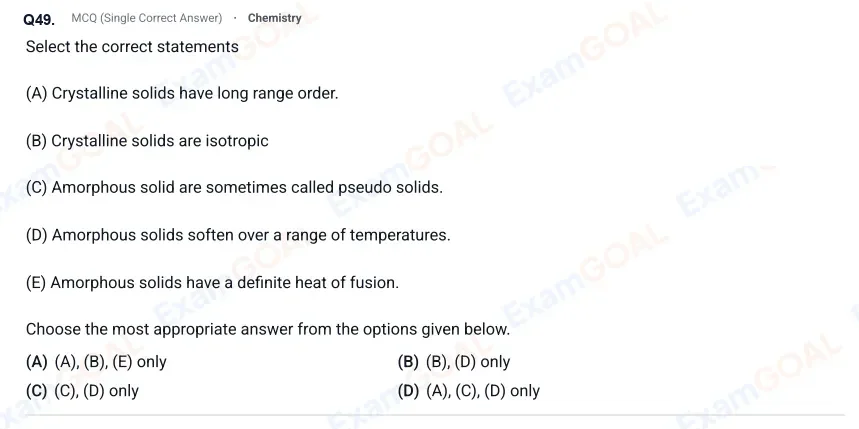 Q49. MCQ (Single Correct Answer) · Chemistry
Select the correct statements
(A) Crystalline solids have long range order.
(B) Crystalline solids are isotropic
(C) Amorphous solid are sometimes called pseudo solids.
(D) Amorphous solids soften over a range of temperatures.
(E) Amorphous solids have a definite heat of fusion.
Choose the most appropriate answer from the options given below.
(A) (A), (B), (E) only (B) (B), (D) only
(C) (C), (D) only (D) (A), (C), (D) only
ExamGOAL